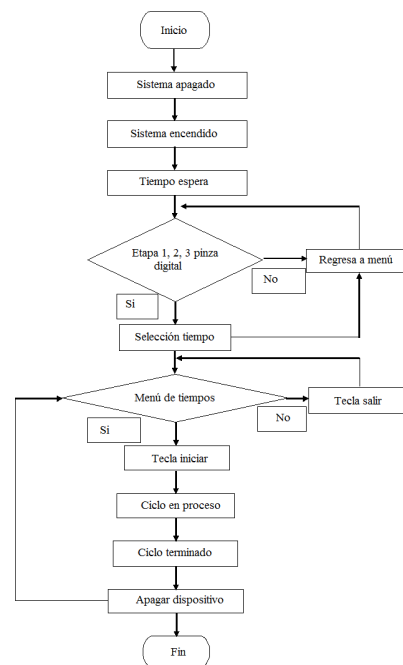 Inicio
Sistema apagado
Sistema encendido
Tiempo espera
Etapa 1, 2, 3 pinza
digital
Regresa a menú
No
Si
Selección tiempo
Menú de tiempos
Tecla salir
No
Si
Tecla iniciar
Ciclo en proceso
Ciclo terminado
Apagar dispositivo
Fin